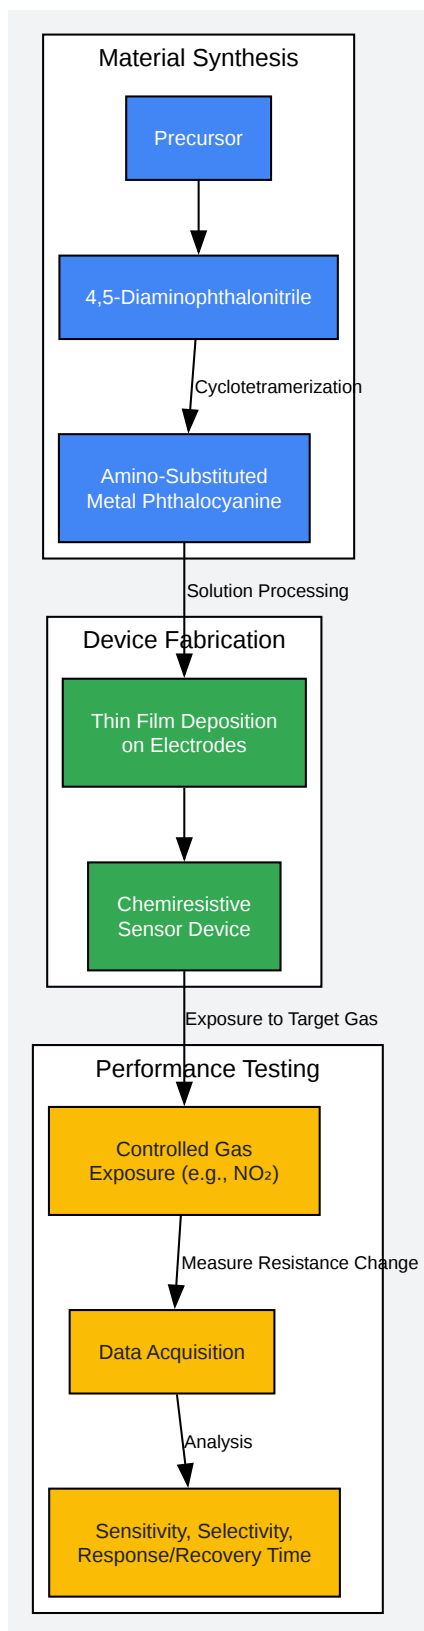 Material Synthesis
Precursor
4,5-Diaminophthalonitrile
Cyclotetramerization
Amino-Substituted
Metal Phthalocyanine
Solution Processing
Device Fabrication
Thin Film Deposition
on Electrodes
Chemiresistive
Sensor Device
Exposure to Target Gas
Performance Testing
Controlled Gas
Exposure (e.g., NO₂)
Measure Resistance Change
Data Acquisition
Analysis
Sensitivity, Selectivity,
Response/Recovery Time